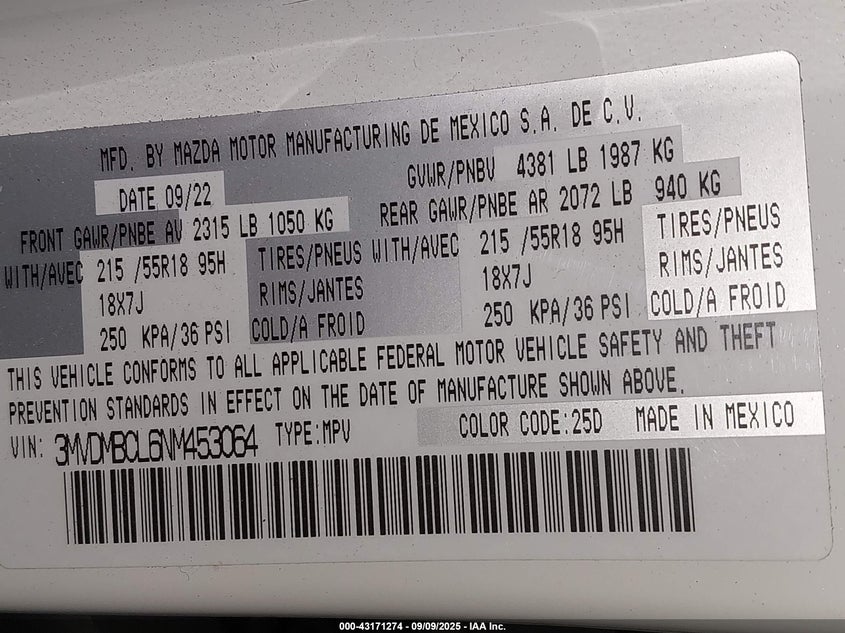 MFD. BY MAZDA MOTOR MANUFACTURING DE MEXICO S.A. DE C.V.
DATE 09/22 GVWR/PNBV 4381 LB 1987 KG
FRONT GAWR/PNBE AV 2315 LB 1050 KG REAR GAWR/PNBE AR 2072 LB 940 KG
WITH/AVEC 215 /55R18 95H TIRES/PNEUS WITH/AVEC 215 /55R18 95H TIRES/PNEUS
18X7J RIMS/JANTES 18X7J RIMS/JANTES
250 KPA/36 PSI COLD/A FROID 250 KPA/36 PSI COLD/A FROID
THIS VEHICLE CONFORMS TO ALL APPLICABLE FEDERAL MOTOR VEHICLE SAFETY AND THEFT
PREVENTION STANDARDS IN EFFECT ON THE DATE OF MANUFACTURE SHOWN ABOVE.
VIN: 3MVDMBCL6NM453064 TYPE:MPV COLOR CODE:25D MADE IN MEXICO
000-43171274 - 09/09/2025 - IAA Inc.